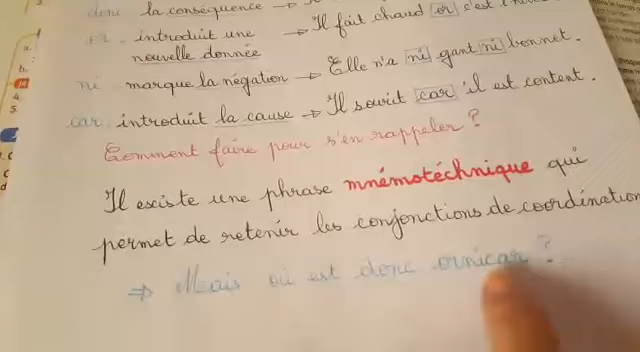 donc la conséquence →
or introduit une → Il fait chaud or c'est
nouvelle donnée
ni marque la négation → Elle n'a ni gant ni bonnet.
car introduit la cause → Il sourit car il est content.
Comment faire pour s'en rappeler ?
Il existe une phrase mnémotéchnique qui
permet de retenir les conjonctions de coordination
⇒ Mais où est donc ornicar ?